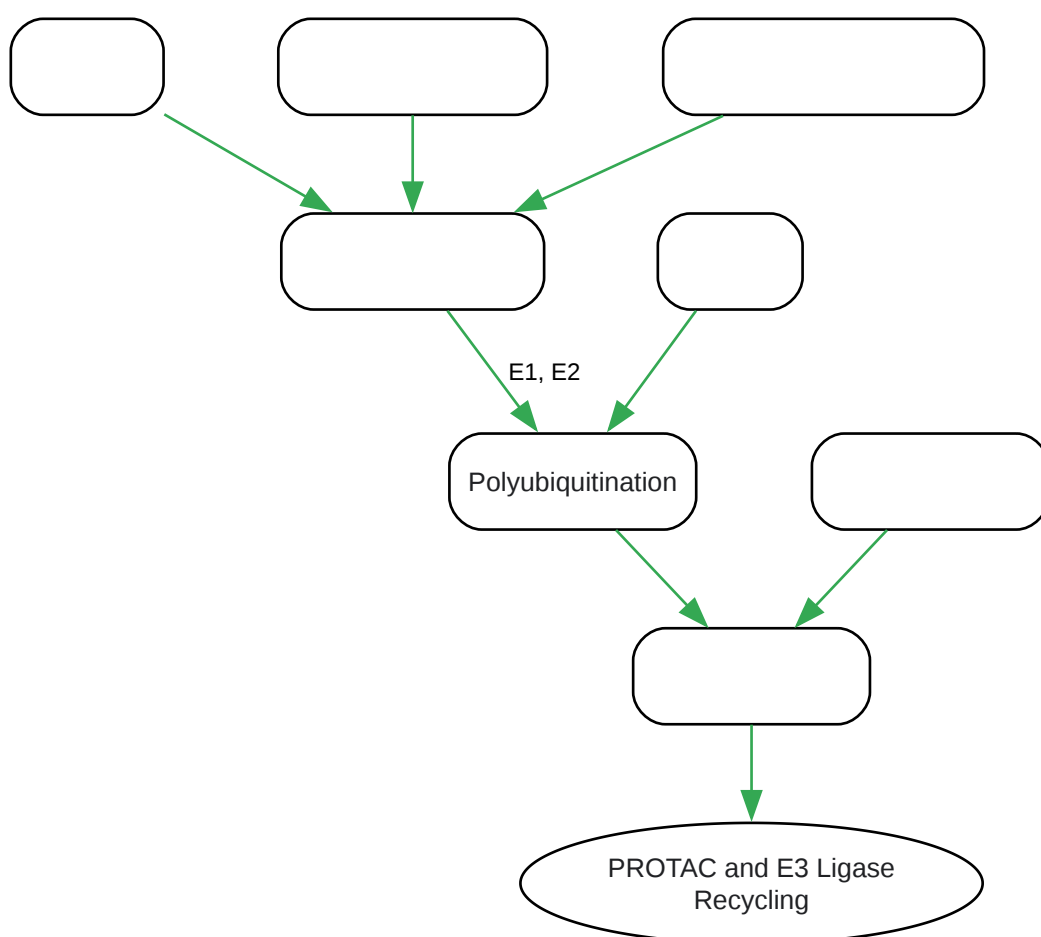 E1, E2
Polyubiquitination
PROTAC and E3 Ligase
Recycling